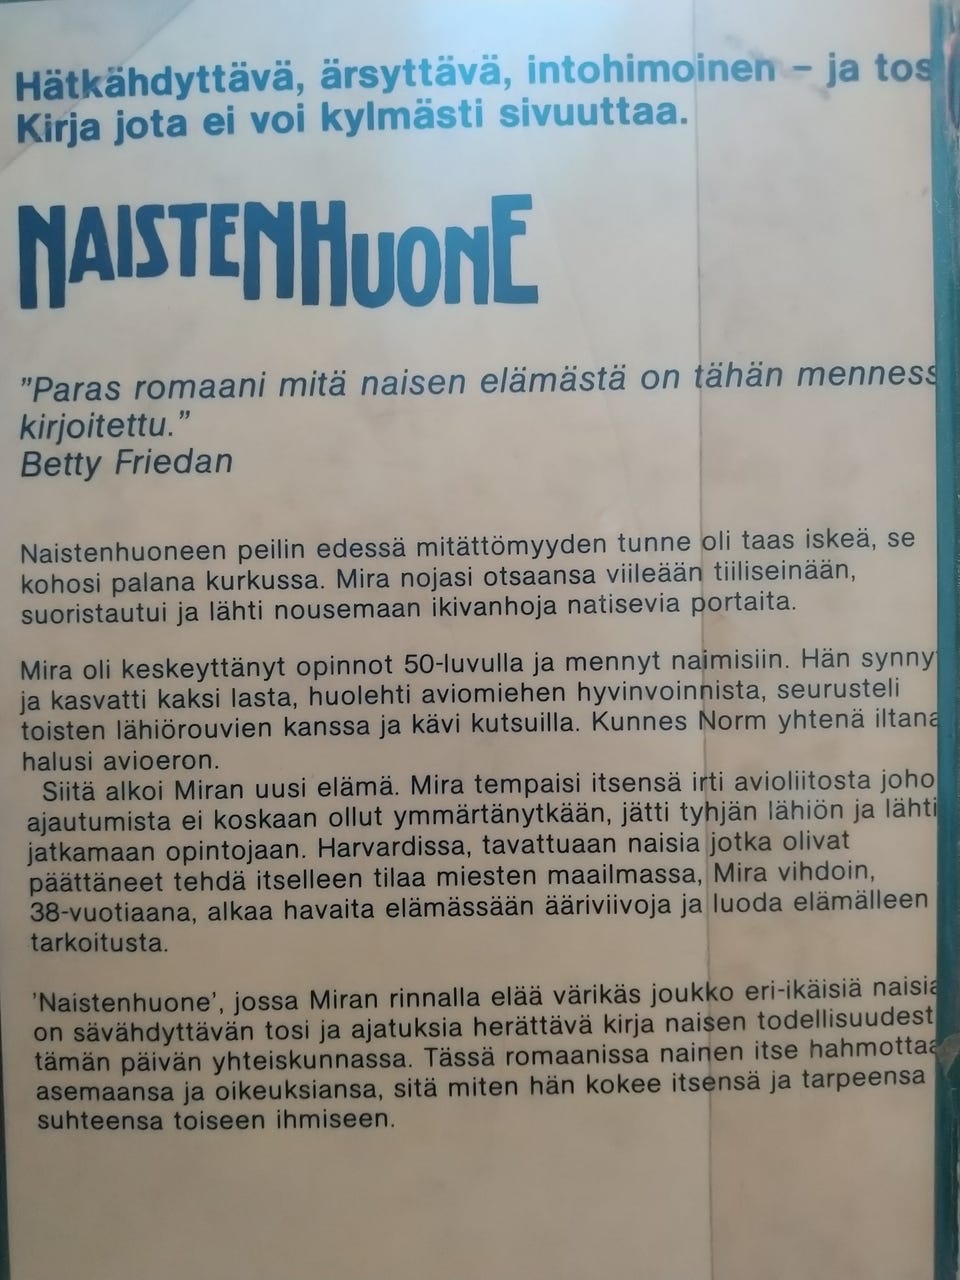 Hätkähdyttävä, ärsyttävä, intohimoinen – ja tos
Kirja jota ei voi kylmästi sivuuttaa.
NAISTENHUONE
"Paras romaani mitä naisen elämästä on tähän menness
kirjoitettu."
Betty Friedan
Naistenhuoneen peilin edessä mitättömyyden tunne oli taas iskeä, se
kohosi palana kurkussa. Mira nojasi otsaansa viileään tiiliseinään,
suoristautui ja lähti nousemaan ikivanhoja natisevia portaita.
Mira oli keskeyttänyt opinnot 50-luvulla ja mennyt naimisiin. Hän synny
ja kasvatti kaksi lasta, huolehti aviomiehen hyvinvoinnista, seurusteli
toisten lähiörouvien kanssa ja kävi kutsuilla. Kunnes Norm yhtenä iltana
halusi avioeron.
Siitä alkoi Miran uusi elämä. Mira tempaisi itsensä irti avioliitosta joho
ajautumista ei koskaan ollut ymmärtänytkään, jätti tyhjän lähiön ja lähti
jatkamaan opintojaan. Harvardissa, tavattuaan naisia jotka olivat
päättäneet tehdä itselleen tilaa miesten maailmassa, Mira vihdoin,
38-vuotiaana, alkaa havaita elämässään ääriviivoja ja luoda elämälleen
tarkoitusta.
'Naistenhuone', jossa Miran rinnalla elää värikäs joukko eri-ikäisiä naisia
on sävähdyttävän tosi ja ajatuksia herättävä kirja naisen todellisuudest
tämän päivän yhteiskunnassa. Tässä romaanissa nainen itse hahmottaa
asemaansa ja oikeuksiansa, sitä miten hän kokee itsensä ja tarpeensa
suhteensa toiseen ihmiseen.